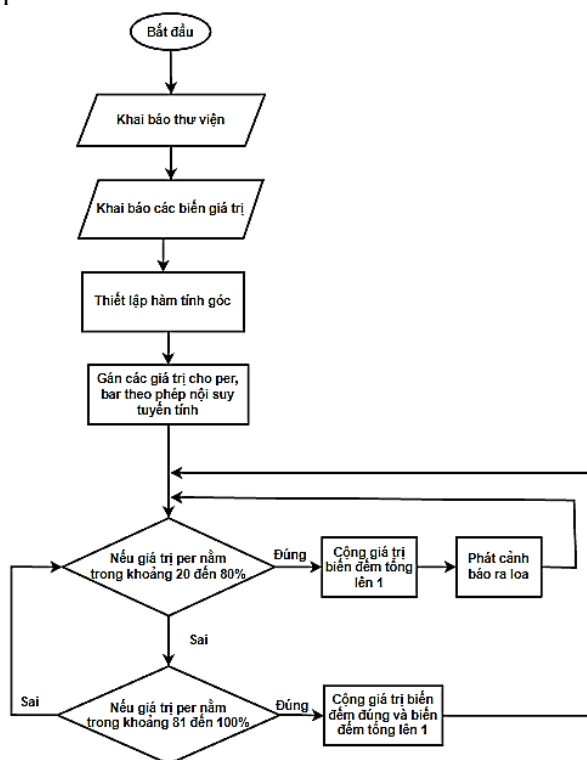 Bắt đầu
Khai báo thư viện
Khai báo các biến giá trị
Thiết lập hàm tính góc
Gán các giá trị cho per,
bar theo phép nội suy
tuyến tính
Nếu giá trị per nằm
trong khoảng 20 đến 80%
Đúng
Cộng giá trị
biến đếm tổng
lên 1
Phát cảnh
báo ra loa
Sai
Sai
Nếu giá trị per nằm
trong khoảng 81 đến 100%
Đúng
Cộng giá trị biến
đếm đúng và biến
đếm tổng lên 1